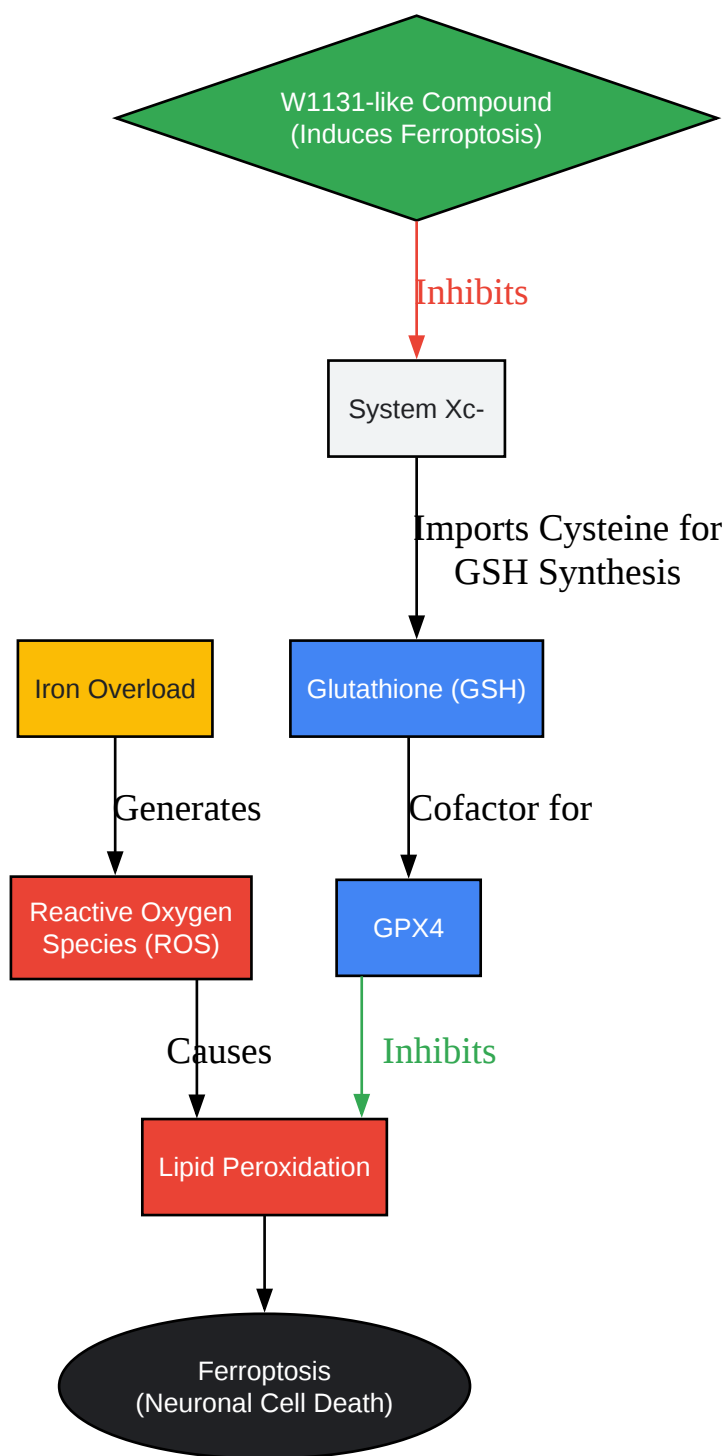 W1131-like Compound
(Induces Ferroptosis)
Inhibits
System Xc-
Imports Cysteine for
GSH Synthesis
Iron Overload
Glutathione (GSH)
Generates
Cofactor for
Reactive Oxygen
Species (ROS)
GPX4
Causes
Inhibits
Lipid Peroxidation
Ferroptosis
(Neuronal Cell Death)